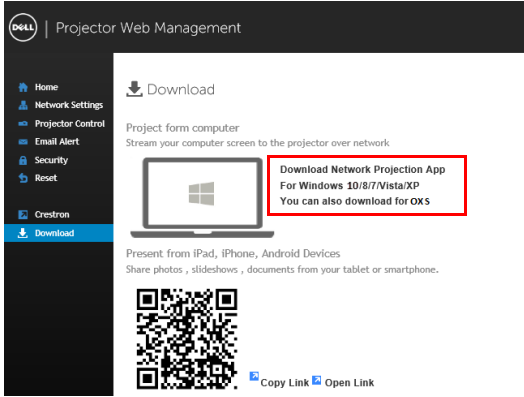 DELL | Projector Web Management
Home
Network Settings
Projector Control
Email Alert
Security
Reset
Crestron
Download
Download
Project form computer
Stream your computer screen to the projector over network
Download Network Projection App
For Windows 10/8/7/Vista/XP
You can also download for OXS
Present from iPad, iPhone, Android Devices
Share photos , slideshows , documents from your tablet or smartphone.
Copy Link Open Link